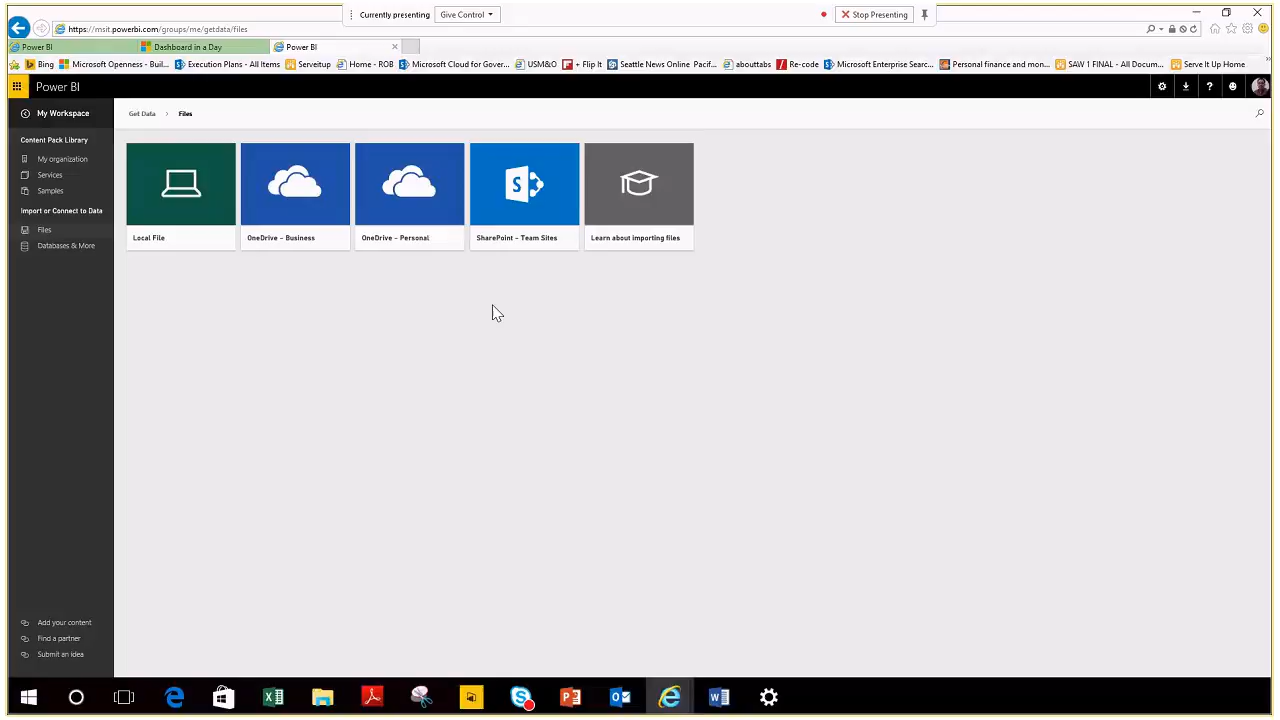 Currently presenting Give Control Stop Presenting
https://msit.powerbi.com/groups/me/getdata/files
Power BI Dashboard in a Day Power BI
Bing Microsoft Openness - Buil... Execution Plans - All Items Serveitup Home - ROB Microsoft Cloud for Gover... USM&O + Flip It Seattle News Online Pacif... abouttabs Re-code Microsoft Enterprise Searc... Personal finance and mon... SAW 1 FINAL - All Docum... Serve It Up Home
Power BI
My Workspace
Get Data > Files
Content Pack Library
My organization
Services
Samples
Import or Connect to Data
Files
Databases & More
Local File
OneDrive – Business
OneDrive – Personal
SharePoint – Team Sites
Learn about importing files
Add your content
Find a partner
Submit an idea